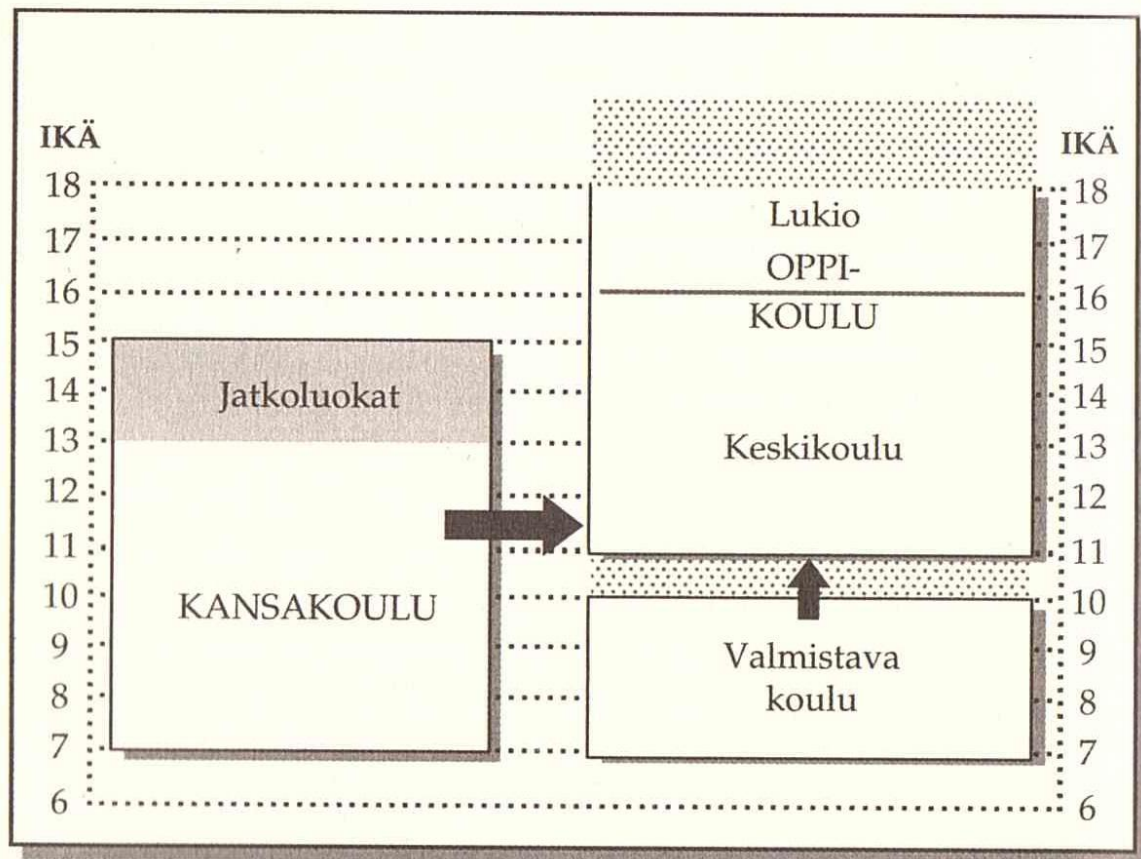 IKÄ
18
17
16
15
14
13
12
11
10
9
8
7
6
Jatkoluokat
KANSAKOULU
Lukio
OPPI-
KOULU
Keskikoulu
Valmistava
koulu
IKÄ
18
17
16
15
14
13
12
11
10
9
8
7
6